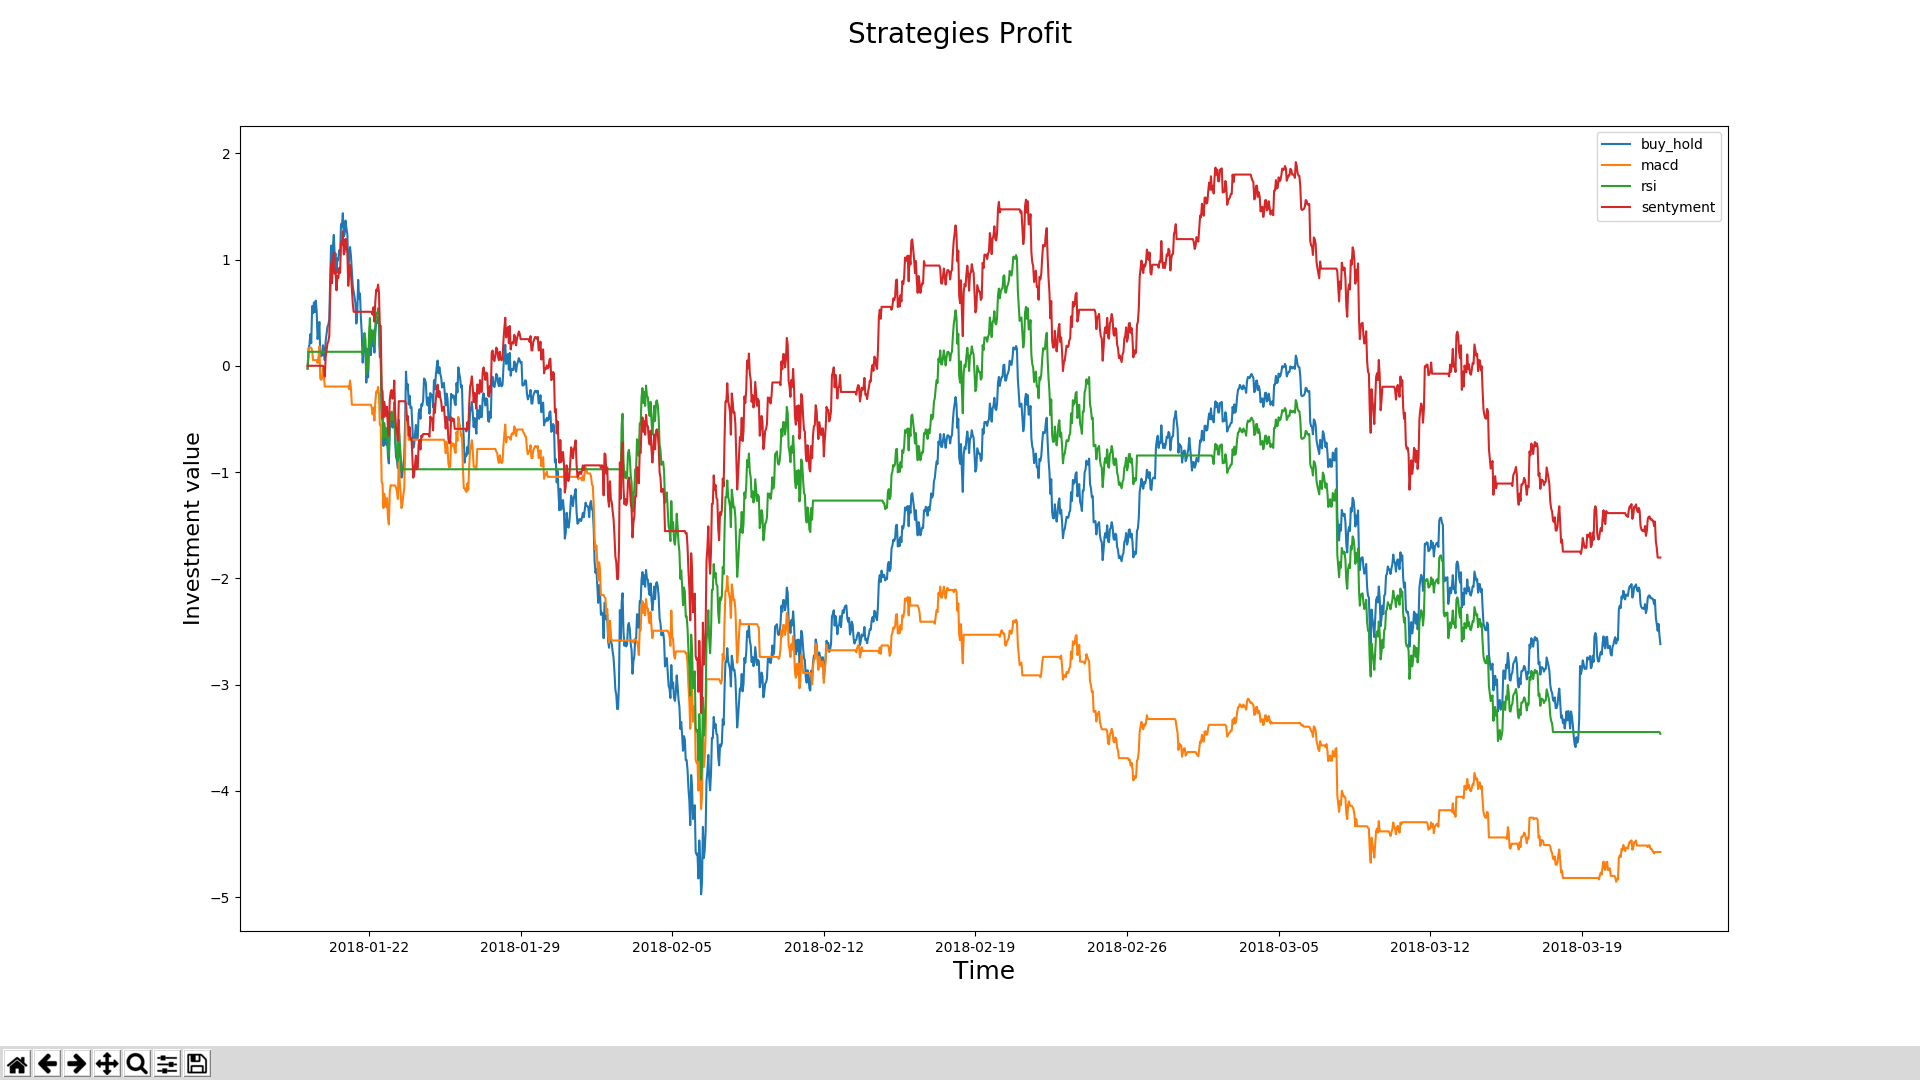 Strategies Profit
buy_hold
macd
rsi
sentyment
Investment value
2
1
0
−1
−2
−3
−4
−5
2018-01-22 2018-01-29 2018-02-05 2018-02-12 2018-02-19 2018-02-26 2018-03-05 2018-03-12 2018-03-19
Time